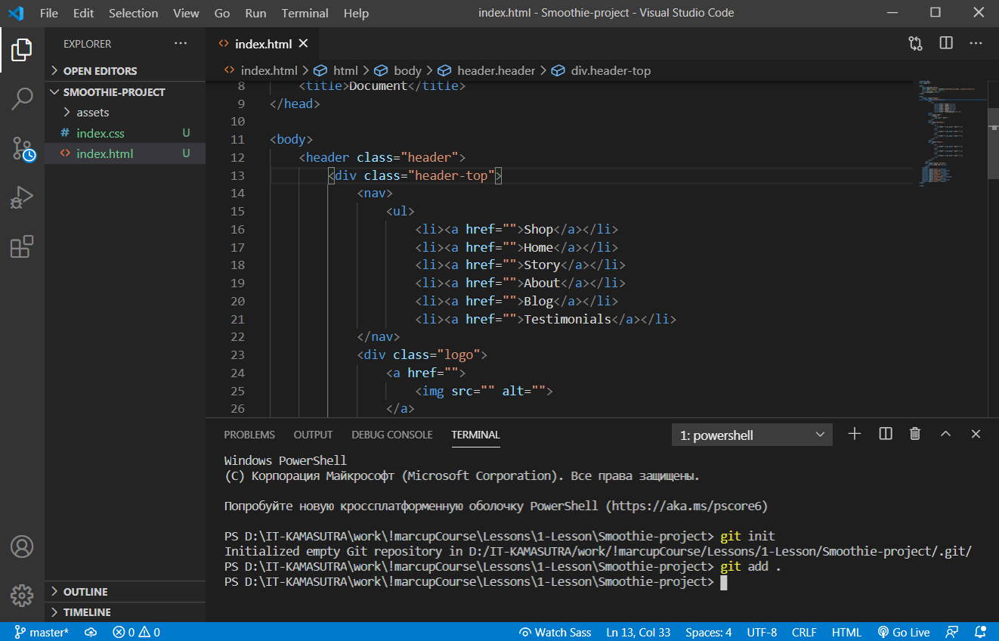 File Edit Selection View Go Run Terminal Help index.html - Smoothie-project - Visual Studio Code
EXPLORER
OPEN EDITORS
SMOOTHIE-PROJECT
assets
# index.css U
<> index.html U
OUTLINE
TIMELINE
<> index.html
<> index.html > html > body > header.header > div.header-top
8 <title>Document</title>
9 </head>
10
11 <body>
12 <header class="header">
13 <div class="header-top">
14 <nav>
15 <ul>
16 <li><a href="">Shop</a></li>
17 <li><a href="">Home</a></li>
18 <li><a href="">Story</a></li>
19 <li><a href="">About</a></li>
20 <li><a href="">Blog</a></li>
21 <li><a href="">Testimonials</a></li>
22 </nav>
23 <div class="logo">
24 <a href="">
25 <img src="" alt="">
26 </a>
PROBLEMS OUTPUT DEBUG CONSOLE TERMINAL 1: powershell
Windows PowerShell
(C) Корпорация Майкрософт (Microsoft Corporation). Все права защищены.
Попробуйте новую кроссплатформенную оболочку PowerShell (https://aka.ms/pscore6)
PS D:\IT-KAMASUTRA\work\!marcupCourse\Lessons\1-Lesson\Smoothie-project> git init
Initialized empty Git repository in D:/IT-KAMASUTRA/work/!marcupCourse/Lessons/1-Lesson/Smoothie-project/.git/
PS D:\IT-KAMASUTRA\work\!marcupCourse\Lessons\1-Lesson\Smoothie-project> git add .
PS D:\IT-KAMASUTRA\work\!marcupCourse\Lessons\1-Lesson\Smoothie-project>
master* 0 0 Watch Sass Ln 13, Col 33 Spaces: 4 UTF-8 CRLF HTML Go Live